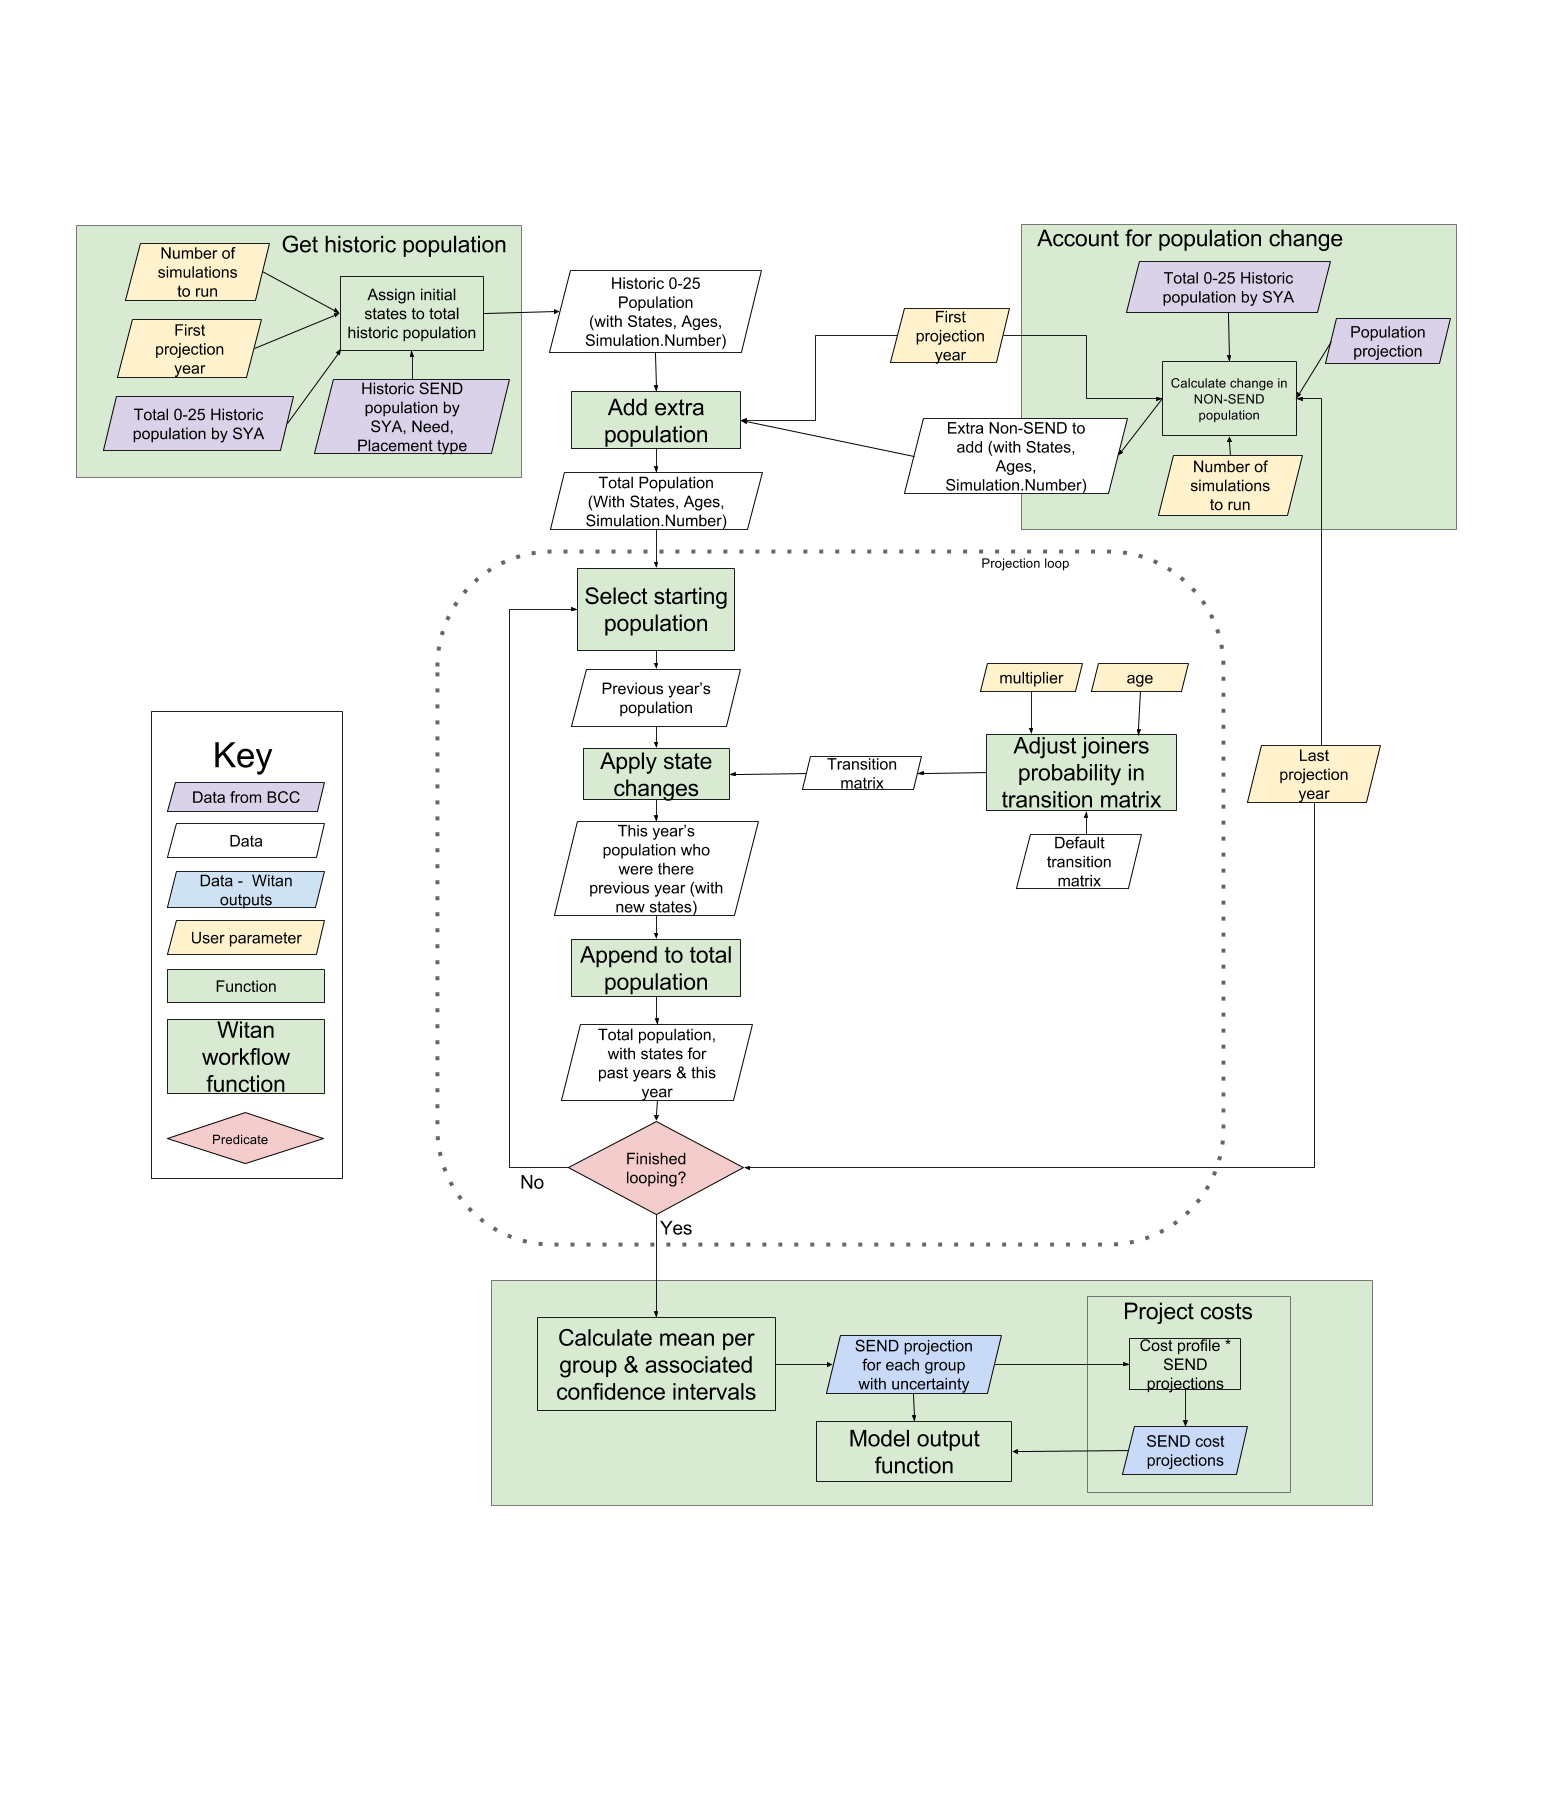 Get historic population
Number of
simulations
to run
Assign initial
states to total
historic population
First
projection
year
Total 0-25 Historic
population by SYA
Historic SEND
population by
SYA, Need,
Placement type
Historic 0-25
Population
(with States, Ages,
Simulation.Number)
Add extra
population
Total Population
(With States, Ages,
Simulation.Number)
First
projection
year
Account for population change
Total 0-25 Historic
population by SYA
Population
projection
Calculate change in
NON-SEND
population
Extra Non-SEND to
add (with States,
Ages,
Simulation.Number)
Number of
simulations
to run
Projection loop
Select starting
population
Previous year's
population
multiplier
age
Apply state
changes
Transition
matrix
Adjust joiners
probability in
transition matrix
Default
transition
matrix
Last
projection
year
This year's
population who
were there
previous year (with
new states)
Append to total
population
Total population,
with states for
past years & this
year
Finished
looping?
No
Yes
Key
Data from BCC
Data
Data -  Witan
outputs
User parameter
Function
Witan
workflow
function
Predicate
Calculate mean per
group & associated
confidence intervals
SEND projection
for each group
with uncertainty
Model output
function
Project costs
Cost profile *
SEND
projections
SEND cost
projections